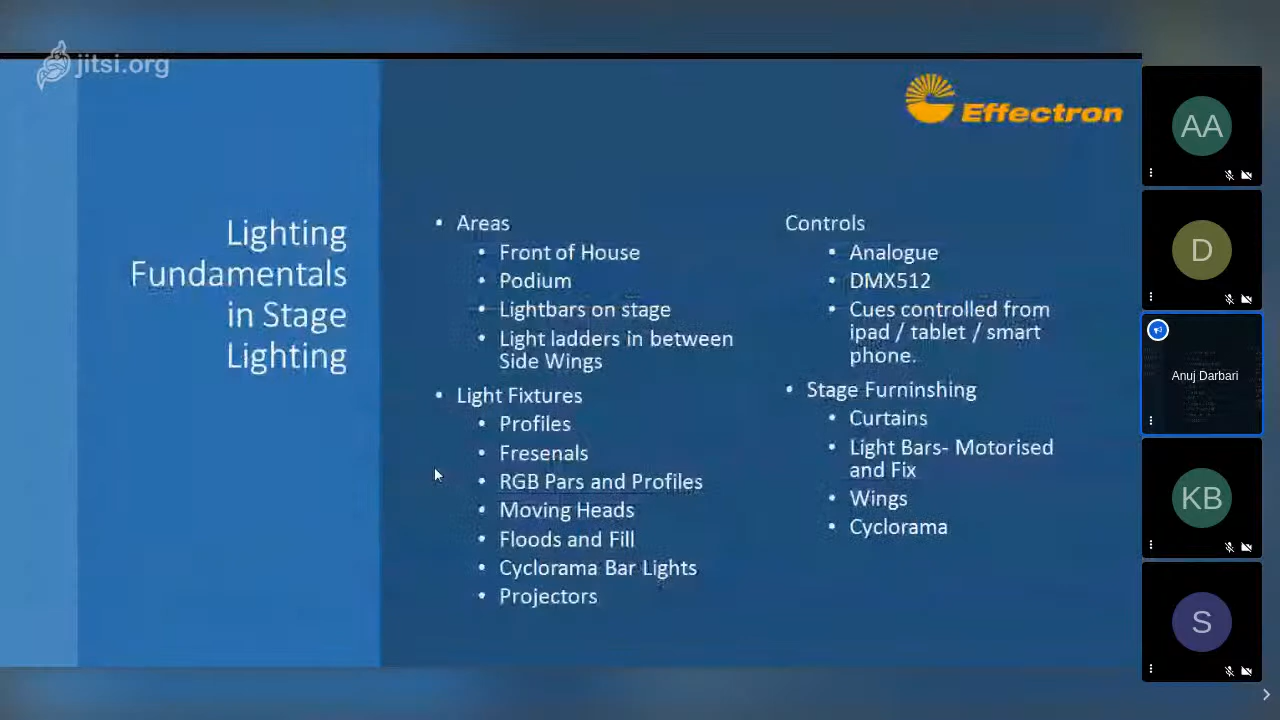 jitsi.org
Effectron
Lighting
Fundamentals
in Stage
Lighting
• Areas
• Front of House
• Podium
• Lightbars on stage
• Light ladders in between
Side Wings
• Light Fixtures
• Profiles
• Fresenals
• RGB Pars and Profiles
• Moving Heads
• Floods and Fill
• Cyclorama Bar Lights
• Projectors
Controls
• Analogue
• DMX512
• Cues controlled from
ipad / tablet / smart
phone.
• Stage Furninshing
• Curtains
• Light Bars- Motorised
and Fix
• Wings
• Cyclorama
AA
D
Anuj Darbari
KB
S